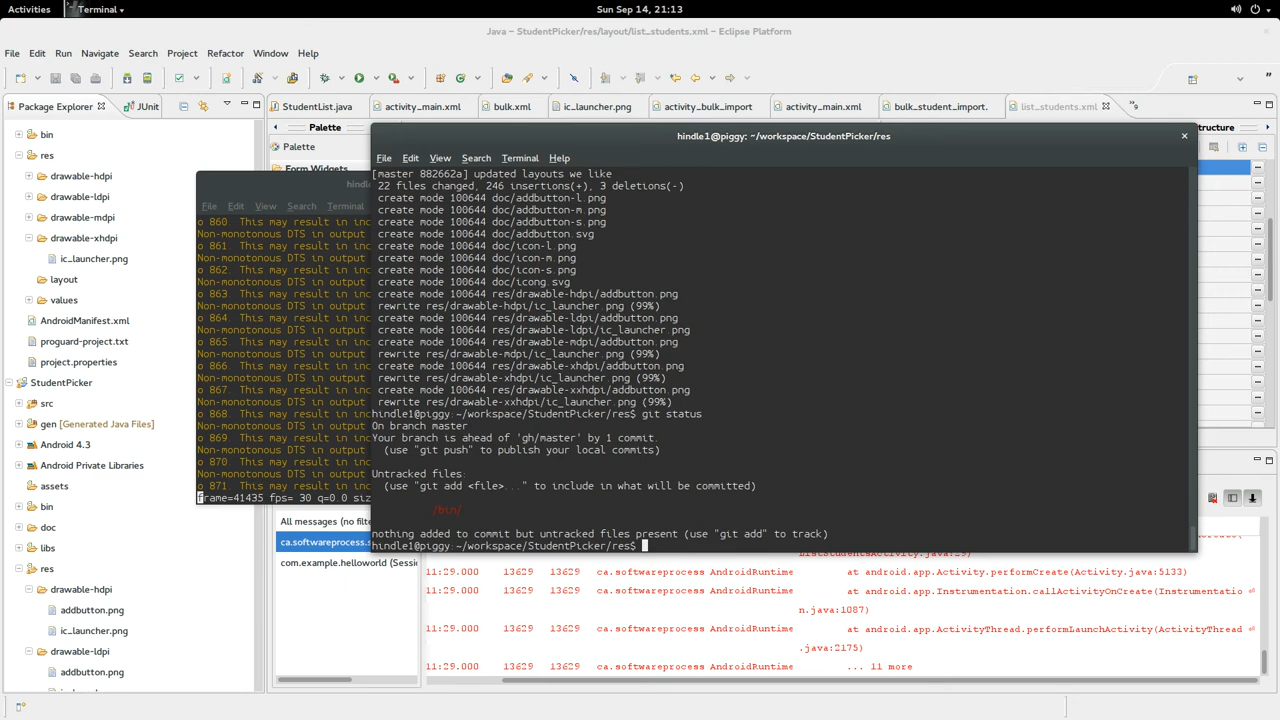 Activities
Terminal
Sun Sep 14, 21:13
Java – StudentPicker/res/layout/list_students.xml – Eclipse Platform
File Edit Run Navigate Search Project Refactor Window Help
Package Explorer
JUnit
StudentList.java
activity_main.xml
bulk.xml
ic_launcher.png
activity_bulk_import
activity_main.xml
bulk_student_import.
list_students.xml
»9
Palette
Palette
Form Widgets
bin
res
drawable-hdpi
drawable-ldpi
drawable-mdpi
drawable-xhdpi
ic_launcher.png
layout
values
AndroidManifest.xml
proguard-project.txt
project.properties
StudentPicker
src
gen [Generated Java Files]
Android 4.3
Android Private Libraries
assets
bin
doc
libs
res
drawable-hdpi
addbutton.png
ic_launcher.png
drawable-ldpi
addbutton.png
hindle
File Edit View Search Terminal
o 860  This may result in inc
Non-monotonous DTS in output
o 861  This may result in inc
Non-monotonous DTS in output
o 862  This may result in inc
Non-monotonous DTS in output
o 863  This may result in inc
Non-monotonous DTS in output
o 864  This may result in inc
Non-monotonous DTS in output
o 865  This may result in inc
Non-monotonous DTS in output
o 866  This may result in inc
Non-monotonous DTS in output
o 867  This may result in inc
Non-monotonous DTS in output
o 868  This may result in inc
Non-monotonous DTS in output
o 869  This may result in inc
Non-monotonous DTS in output
o 870  This may result in inc
Non-monotonous DTS in output
o 871  This may result in inc
frame=41435 fps= 30 q=0.0 siz
hindle1@piggy: ~/workspace/StudentPicker/res
File Edit View Search Terminal Help
[master 882662a] updated layouts we like
22 files changed, 246 insertions(+), 3 deletions(-)
create mode 100644 doc/addbutton-l.png
create mode 100644 doc/addbutton-m.png
create mode 100644 doc/addbutton-s.png
create mode 100644 doc/addbutton.svg
create mode 100644 doc/icon-l.png
create mode 100644 doc/icon-m.png
create mode 100644 doc/icon-s.png
create mode 100644 doc/icong.svg
create mode 100644 res/drawable-hdpi/addbutton.png
rewrite res/drawable-hdpi/ic_launcher.png (99%)
create mode 100644 res/drawable-ldpi/addbutton.png
create mode 100644 res/drawable-ldpi/ic_launcher.png
create mode 100644 res/drawable-mdpi/addbutton.png
rewrite res/drawable-mdpi/ic_launcher.png (99%)
create mode 100644 res/drawable-xhdpi/addbutton.png
rewrite res/drawable-xhdpi/ic_launcher.png (99%)
create mode 100644 res/drawable-xxhdpi/addbutton.png
rewrite res/drawable-xxhdpi/ic_launcher.png (99%)
hindle1@piggy:~/workspace/StudentPicker/res$ git status
On branch master
Your branch is ahead of 'gh/master' by 1 commit.
(use "git push" to publish your local commits)
Untracked files:
(use "git add <file>..." to include in what will be committed)
/bin/
nothing added to commit but untracked files present (use "git add" to track)
hindle1@piggy:~/workspace/StudentPicker/res$
tructure
All messages (no filte
ca.softwareprocess.s
com.example.helloworld (Sessi
11:29.000 13629 13629 ca.softwareprocess AndroidRuntime at android.app.Activity.performCreate(Activity.java:5133)
11:29.000 13629 13629 ca.softwareprocess AndroidRuntime at android.app.Instrumentation.callActivityOnCreate(Instrumentatio
n.java:1087)
11:29.000 13629 13629 ca.softwareprocess AndroidRuntime at android.app.ActivityThread.performLaunchActivity(ActivityThread
.java:2175)
11:29.000 13629 13629 ca.softwareprocess AndroidRuntime ... 11 more